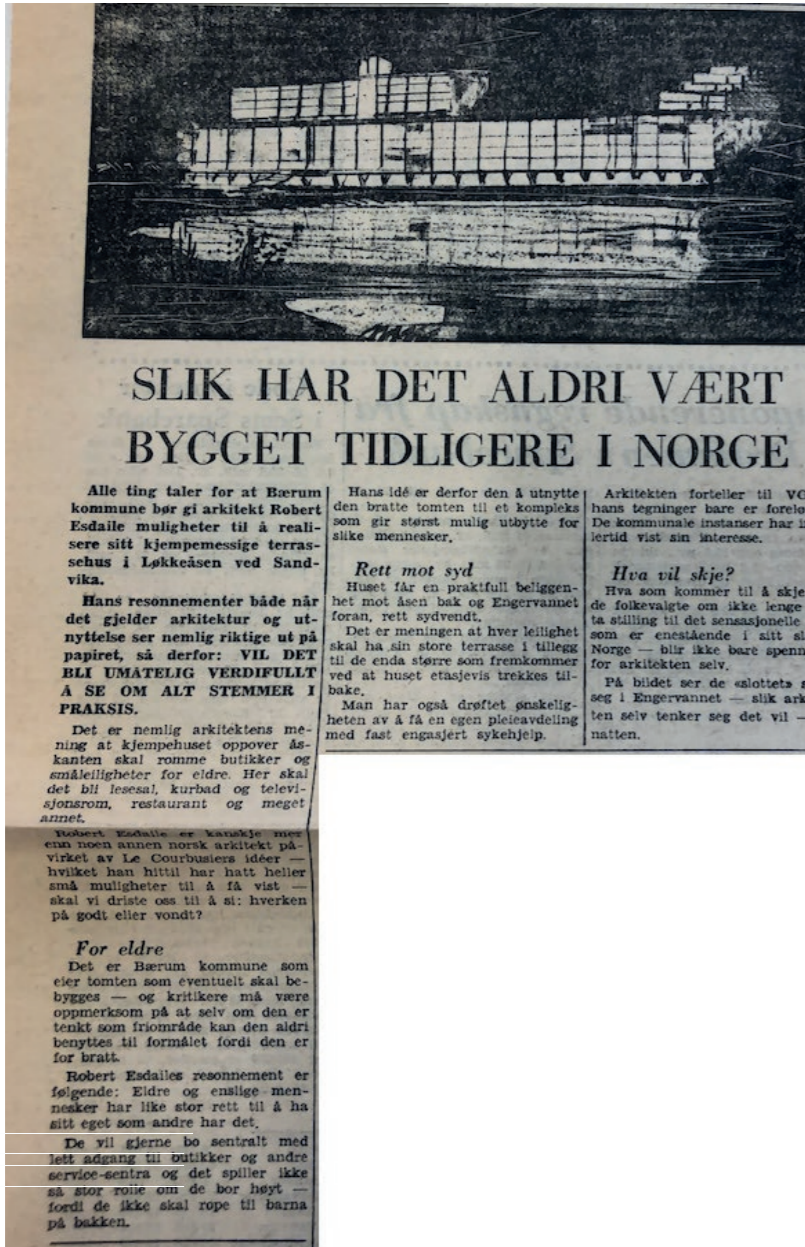 SLIK HAR DET ALDRI VÆRT
BYGGET TIDLIGERE I NORGE
Alle ting taler for at Bærum
kommune bør gi arkitekt Robert
Esdaile muligheter til å reali-
sere sitt kjempemessige terras-
sehus i Løkkeåsen ved Sand-
vika.
Hans resonnementer både når
det gjelder arkitektur og ut-
nyttelse ser nemlig riktige ut på
papiret, så derfor: VIL DET
BLI UMÅTELIG VERDIFULLT
Å SE OM ALT STEMMER I
PRAKSIS.
Det er nemlig arkitektens me-
ning at kjempehuset oppover ås-
kanten skal romme butikker og
småleiligheter for eldre. Her skal
det bli lesesal, kurbad og televi-
sjonsrom, restaurant og meget
annet.
Robert Esdaile er kanskje mer
enn noen annen norsk arkitekt på-
virket av Le Courbusiers idéer —
hvilket han hittil har hatt heller
små muligheter til å få vist —
skal vi driste oss til å si: hverken
på godt eller vondt?
For eldre
Det er Bærum kommune som
eier tomten som eventuelt skal be-
bygges — og kritikere må være
oppmerksom på at selv om den er
tenkt som friområde kan den aldri
benyttes til formålet fordi den er
for bratt.
Robert Esdailes resonnement er
følgende: Eldre og enslige men-
nesker har like stor rett til å ha
sitt eget som andre har det.
De vil gjerne bo sentralt med
lett adgang til butikker og andre
service-sentra og det spiller ikke
så stor rolle om de bor høyt —
fordi de ikke skal rope til barna
på bakken.
Hans idé er derfor den å utnytte
den bratte tomten til et kompleks
som gir størst mulig utbytte for
slike mennesker.
Rett mot syd
Huset får en praktfull beliggen-
het mot åsen bak og Engervannet
foran, rett sydvendt.
Det er meningen at hver leilighet
skal ha sin store terrasse i tillegg
til de enda større som fremkommer
ved at huset etasjevis trekkes til-
bake.
Man har også drøftet ønskelig-
heten av å få en egen pleieavdeling
med fast engasjert sykehjelp.
Arkitekten forteller til
hans tegninger bare er
De kommunale instanser har
lertid vist sin interesse.
Hva vil skje?
Hva som kommer til å skje
de folkevalgte om ikke lenge
ta stilling til det sensasjonelle
som er enestående i sitt
Norge — blir ikke bare
for arkitekten selv.
På bildet ser de «slottet»
seg i Engervannet — slik
ten selv tenker seg det vil —
natten.